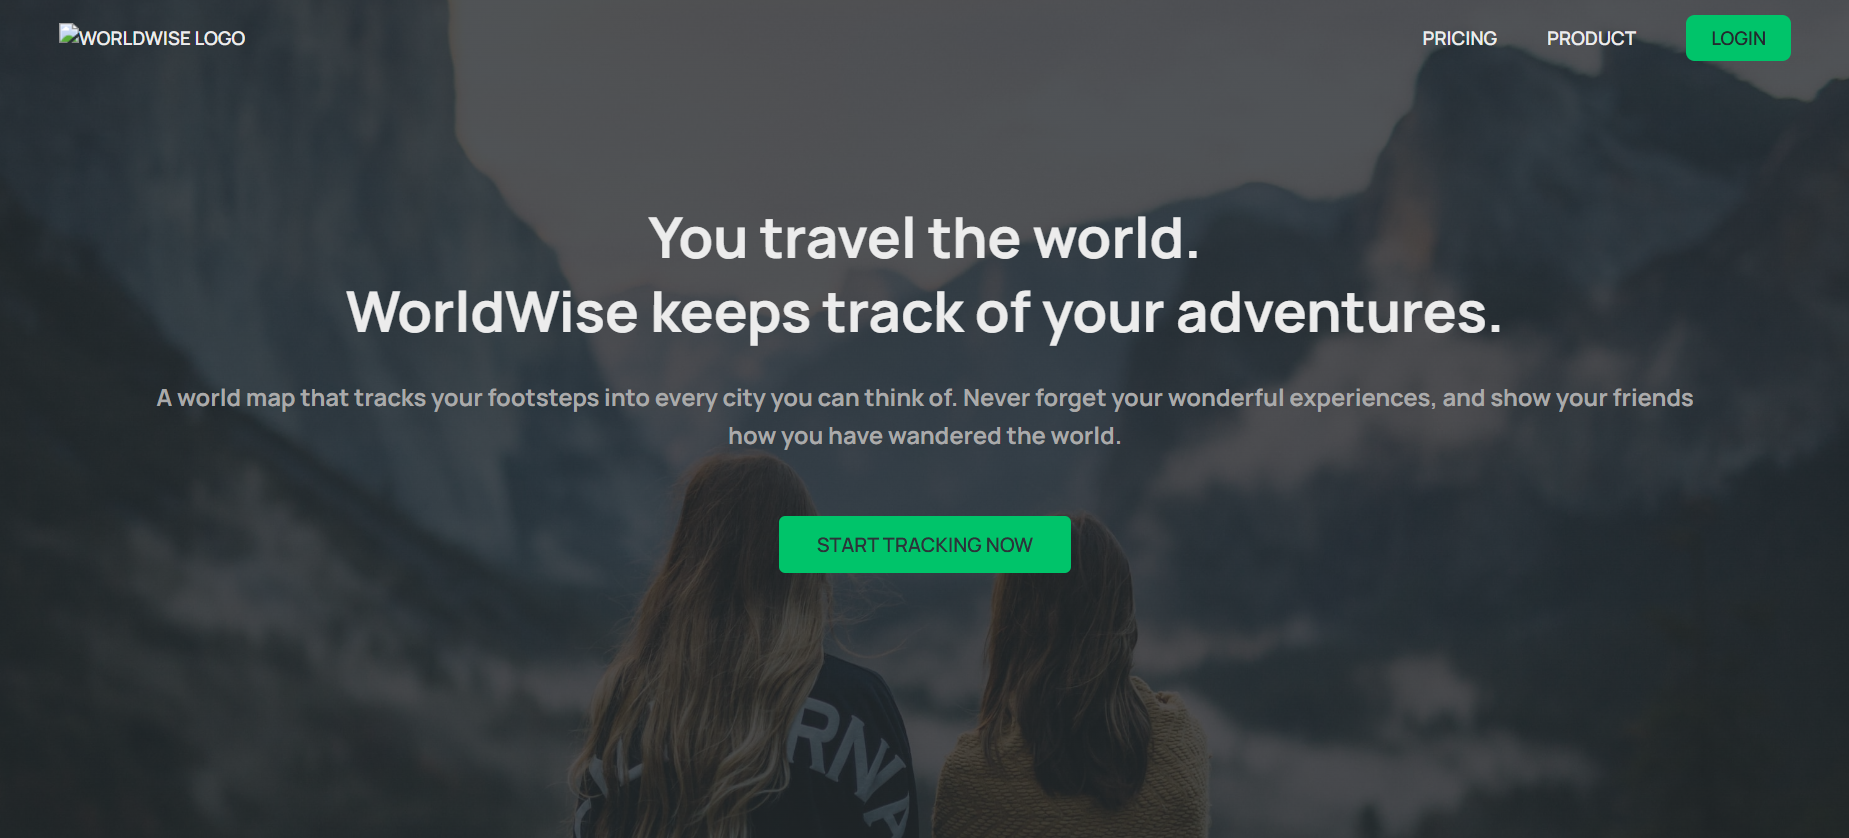 WORLDWISE LOGO
PRICING
PRODUCT
LOGIN
You travel the world.
WorldWise keeps track of your adventures.
A world map that tracks your footsteps into every city you can think of. Never forget your wonderful experiences, and show your friends
how you have wandered the world.
START TRACKING NOW